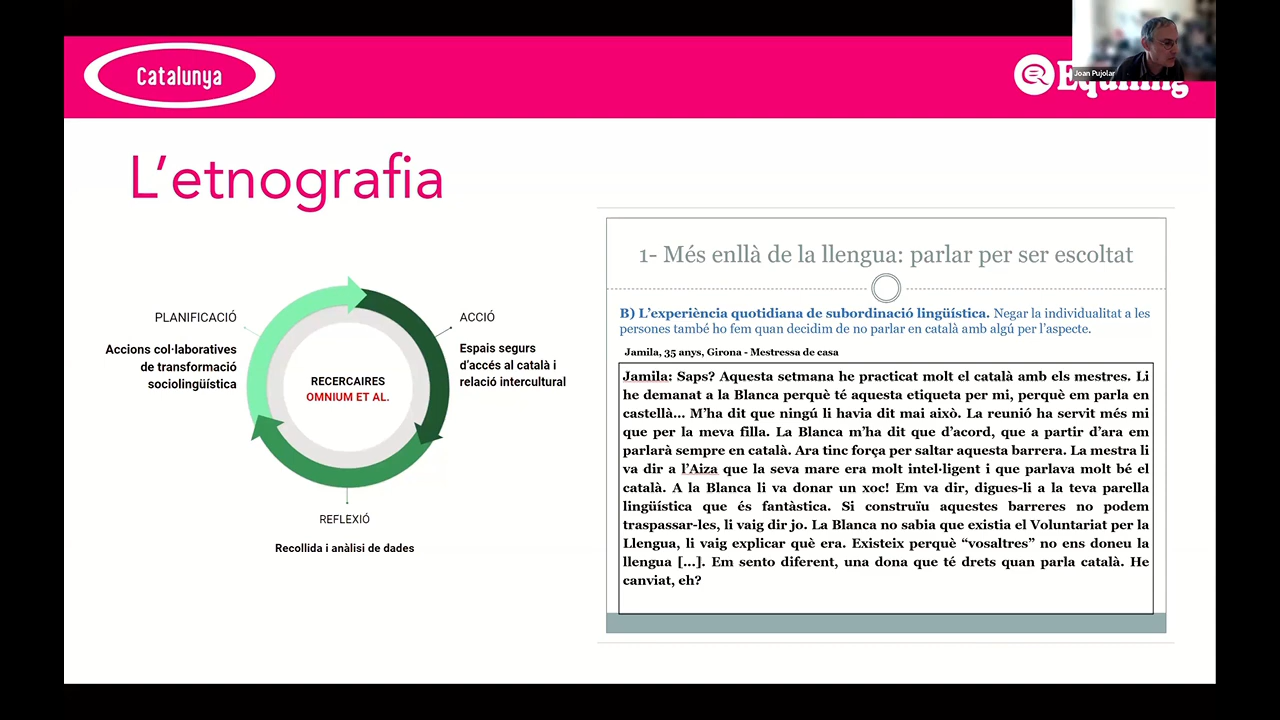 Catalunya
Joan Pujolar
L'etnografia
PLANIFICACIÓ
Accions col·laboratives
de transformació
sociolingüística
ACCIÓ
Espais segurs
d'accés al català i
relació intercultural
RECERCAIRES
OMNIUM ET AL.
REFLEXIÓ
Recollida i anàlisi de dades
1- Més enllà de la llengua: parlar per ser escoltat
B) L'experiència quotidiana de subordinació lingüística. Negar la individualitat a les
persones també ho fem quan decidim de no parlar en català amb algú per l'aspecte.
Jamila, 35 anys, Girona - Mestressa de casa
Jamila: Saps? Aquesta setmana he practicat molt el català amb els mestres. Li
he demanat a la Blanca perquè té aquesta etiqueta per mi, perquè em parla en
castellà... M'ha dit que ningú li havia dit mai això. La reunió ha servit més mi
que per la meva filla. La Blanca m'ha dit que d'acord, que a partir d'ara em
parlarà sempre en català. Ara tinc força per saltar aquesta barrera. La mestra li
va dir a l'Aiza que la seva mare era molt intel·ligent i que parlava molt bé el
català. A la Blanca li va donar un xoc! Em va dir, digues-li a la teva parella
lingüística que és fantàstica. Si construïu aquestes barreres no podem
traspassar-les, li vaig dir jo. La Blanca no sabia que existia el Voluntariat per la
Llengua, li vaig explicar què era. Existeix perquè “vosaltres” no ens doneu la
llengua [...]. Em sento diferent, una dona que té drets quan parla català. He
canviat, eh?